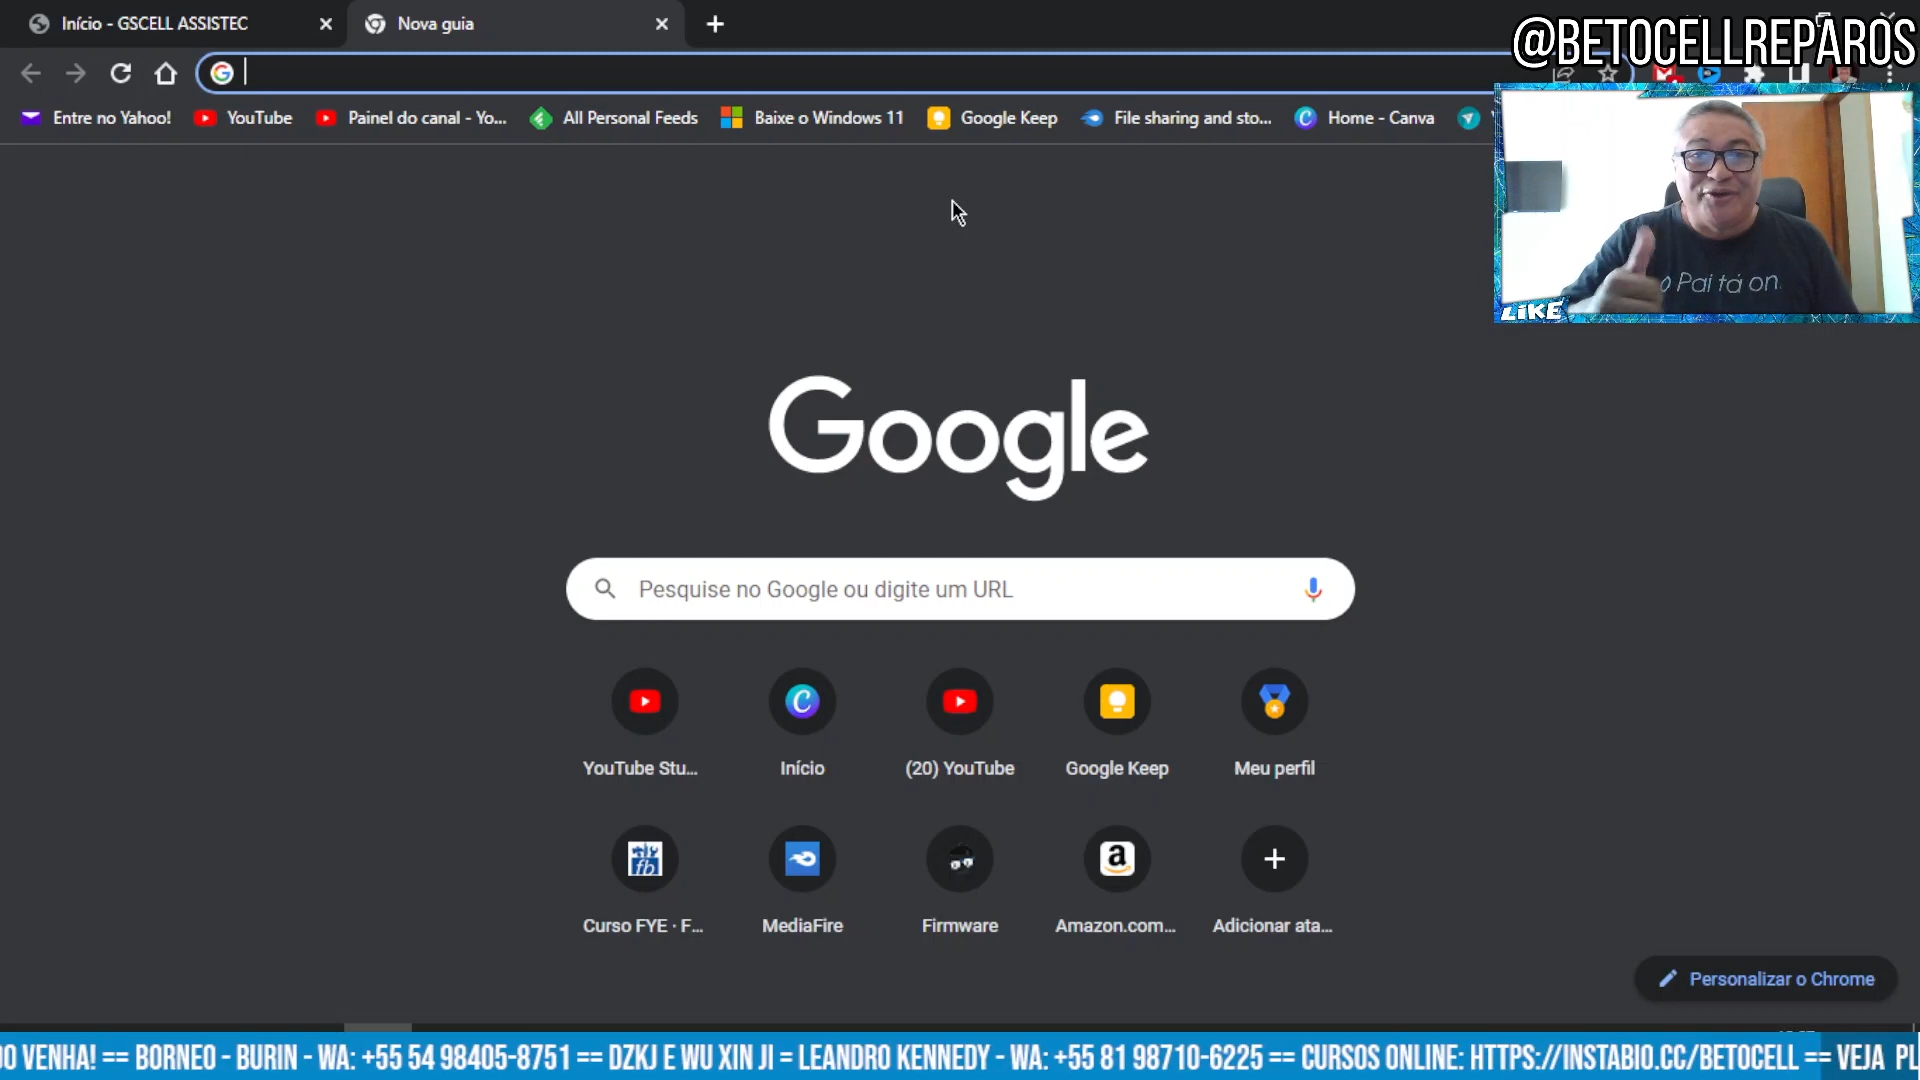 Início - GSCELL ASSISTEC
Nova guia
@BETOCELLREPAROS
Entre no Yahoo!
YouTube
Painel do canal - Yo...
All Personal Feeds
Baixe o Windows 11
Google Keep
File sharing and sto...
Home - Canva
Pai tá on.
LIKE
Google
Pesquise no Google ou digite um URL
YouTube Stu...
Início
(20) YouTube
Google Keep
Meu perfil
Curso FYE · F...
MediaFire
Firmware
Amazon.com...
Adicionar ata...
Personalizar o Chrome
DO VENHA! == BORNEO - BURIN - WA: +55 54 98405-8751 == DZKJ E WU XIN JI = LEANDRO KENNEDY - WA: +55 81 98710-6225 == CURSOS ONLINE: HTTPS://INSTABIO.CC/BETOCELL == VEJA PL